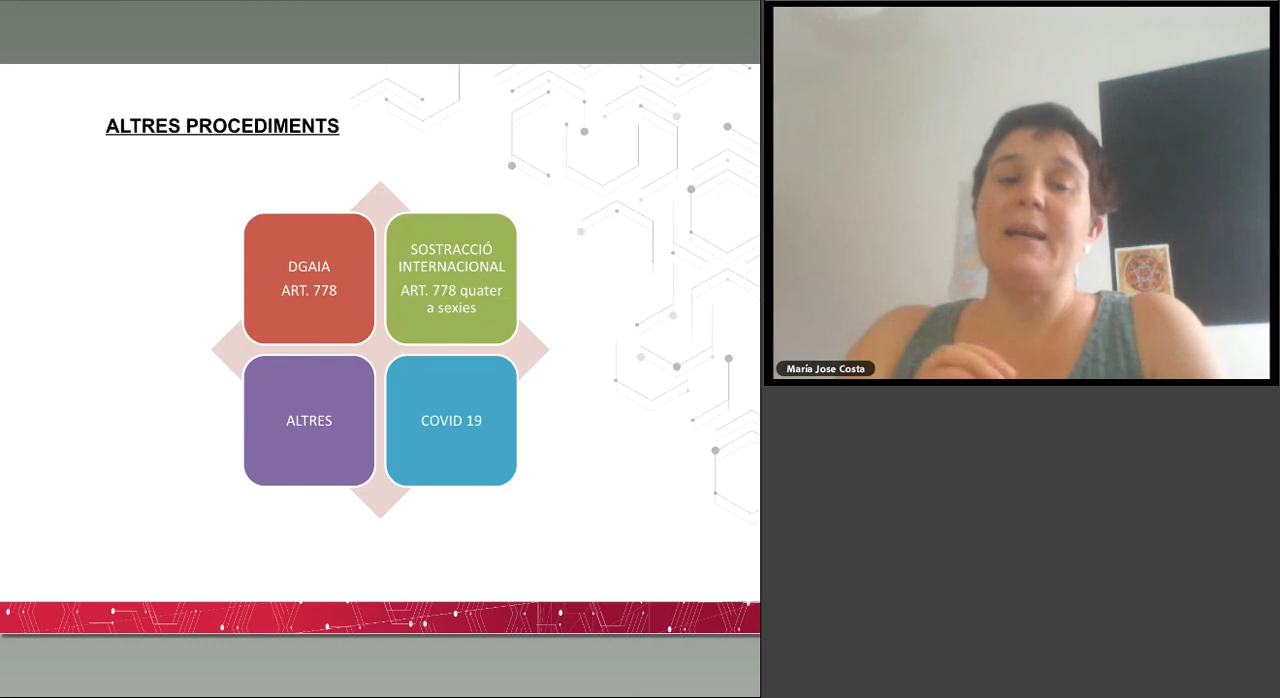 ALTRES PROCEDIMENTS
DGAIA
ART. 778
SOSTRACCIÓ
INTERNACIONAL
ART. 778 quater
a sexies
ALTRES
COVID 19
María Jose Costa